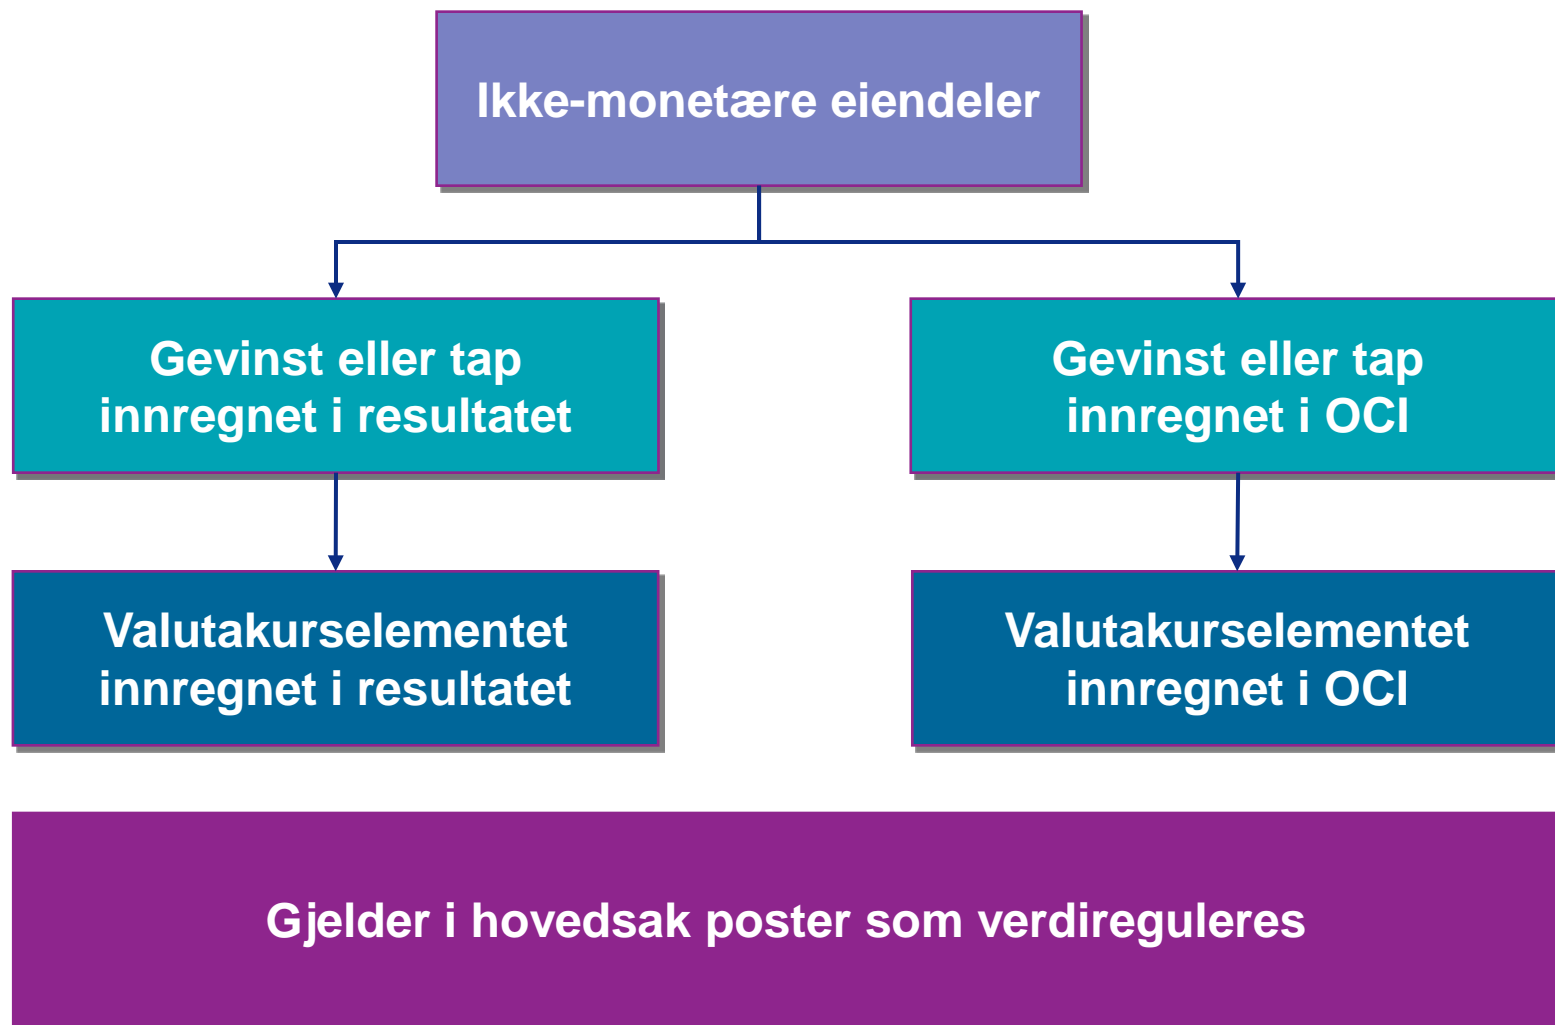 Ikke-monetære eiendeler
Gevinst eller tap
innregnet i resultatet
Gevinst eller tap
innregnet i OCI
Valutakurselementet
innregnet i resultatet
Valutakurselementet
innregnet i OCI
Gjelder i hovedsak poster som verdireguleres